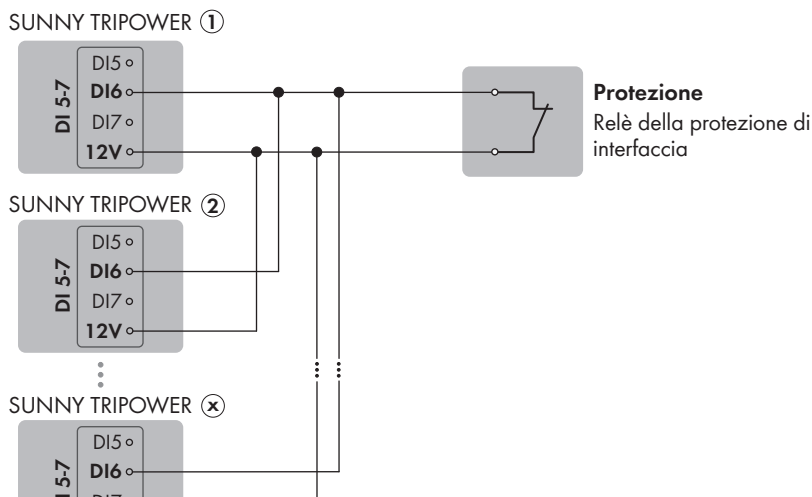 SUNNY TRIPOWER 1
DI 5-7
DI5
DI6
DI7
12V
Protezione
Relè della protezione di
interfaccia
SUNNY TRIPOWER 2
DI 5-7
DI5
DI6
DI7
12V
SUNNY TRIPOWER x
DI5
DI6